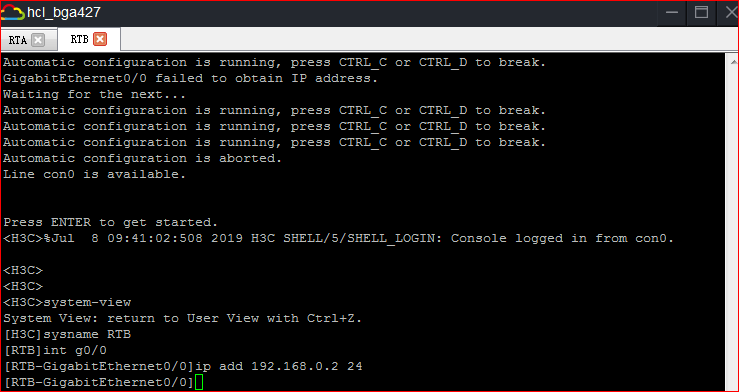 hcl_bga427
RTA
RTB
Automatic configuration is running, press CTRL_C or CTRL_D to break.
GigabitEthernet0/0 failed to obtain IP address.
Waiting for the next...
Automatic configuration is running, press CTRL_C or CTRL_D to break.
Automatic configuration is running, press CTRL_C or CTRL_D to break.
Automatic configuration is running, press CTRL_C or CTRL_D to break.
Automatic configuration is aborted.
Line con0 is available.
Press ENTER to get started.
<H3C>%Jul  8 09:41:02:508 2019 H3C SHELL/5/SHELL_LOGIN: Console logged in from con0.
<H3C>
<H3C>
<H3C>system-view
System View: return to User View with Ctrl+Z.
[H3C]sysname RTB
[RTB]int g0/0
[RTB-GigabitEthernet0/0]ip add 192.168.0.2 24
[RTB-GigabitEthernet0/0]